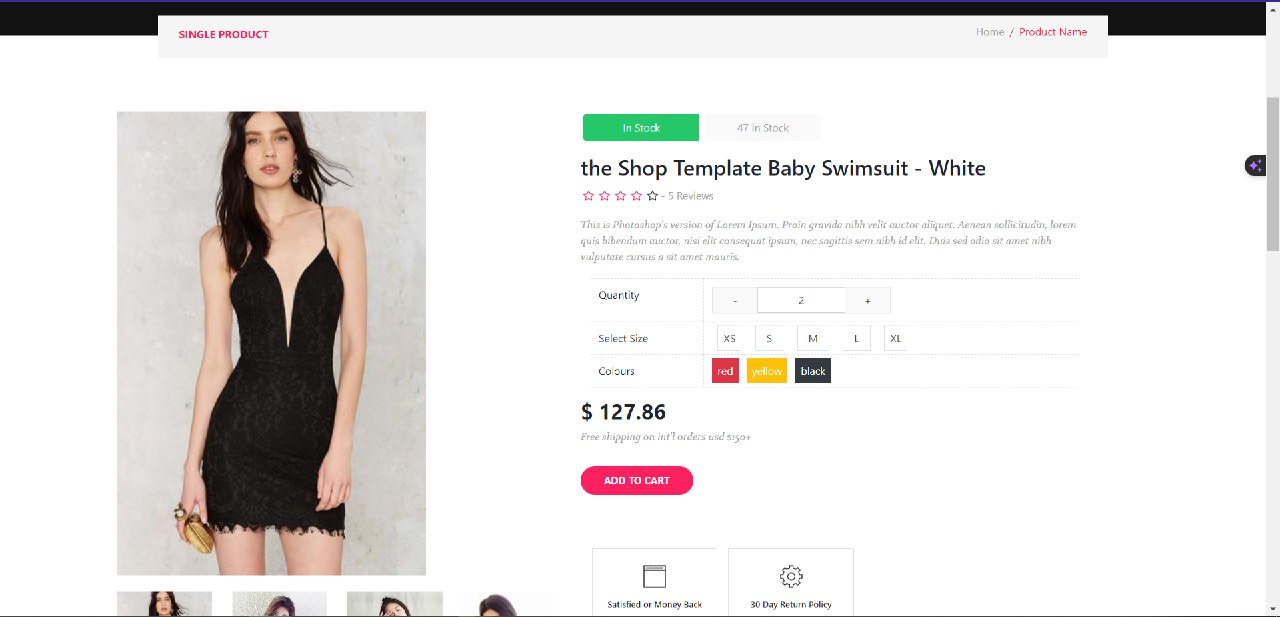 SINGLE PRODUCT
Home / Product Name
In Stock
47 In Stock
the Shop Template Baby Swimsuit - White
- 5 Reviews
This is Photoshop's version of Lorem Ipsum. Proin gravida nibh velit auctor aliquet. Aenean sollicitudin, lorem
quis bibendum auctor, nisi elit consequat ipsum, nec sagittis sem nibh id elit. Duis sed odio sit amet nibh
vulputate cursus a sit amet mauris.
Quantity - 2 +
Select Size XS S M L XL
Colours red yellow black
$ 127.86
Free shipping on int'l orders usd $150+
ADD TO CART
Satisfied or Money Back
30 Day Return Policy